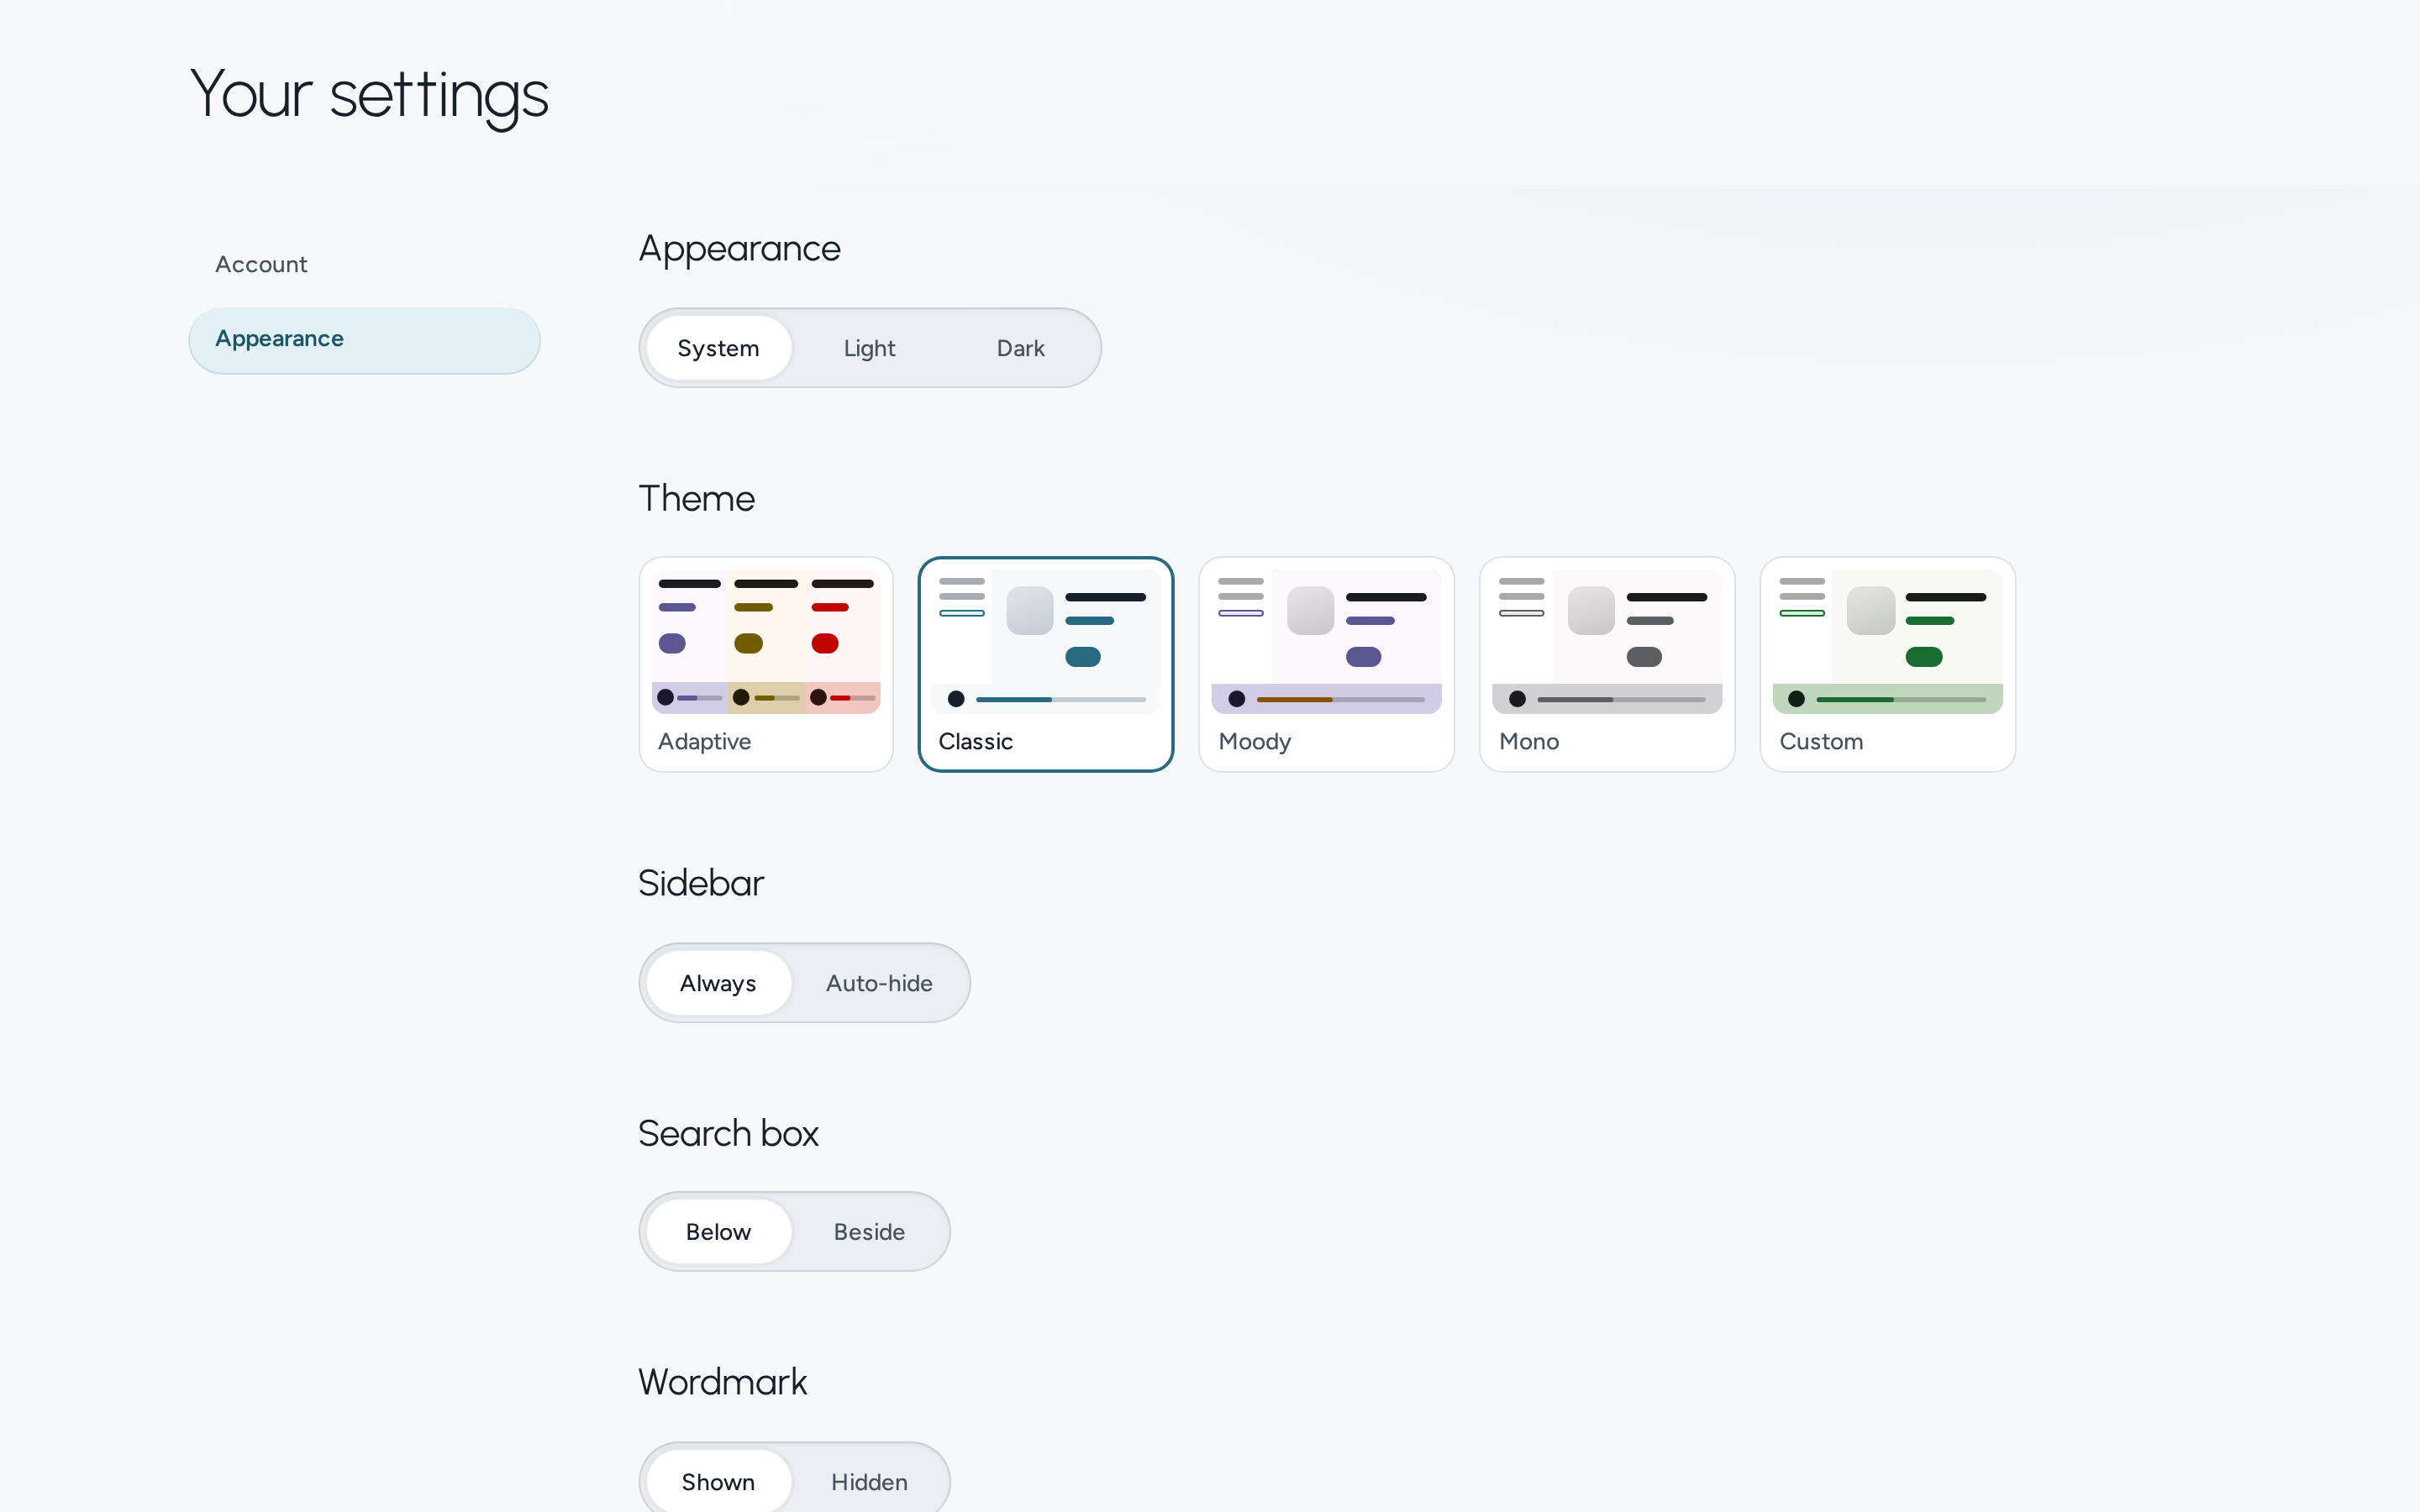 Your settings
Account
Appearance
Appearance
System Light Dark
Theme
Adaptive Classic Moody Mono Custom
Sidebar
Always Auto-hide
Search box
Below Beside
Wordmark
Shown Hidden